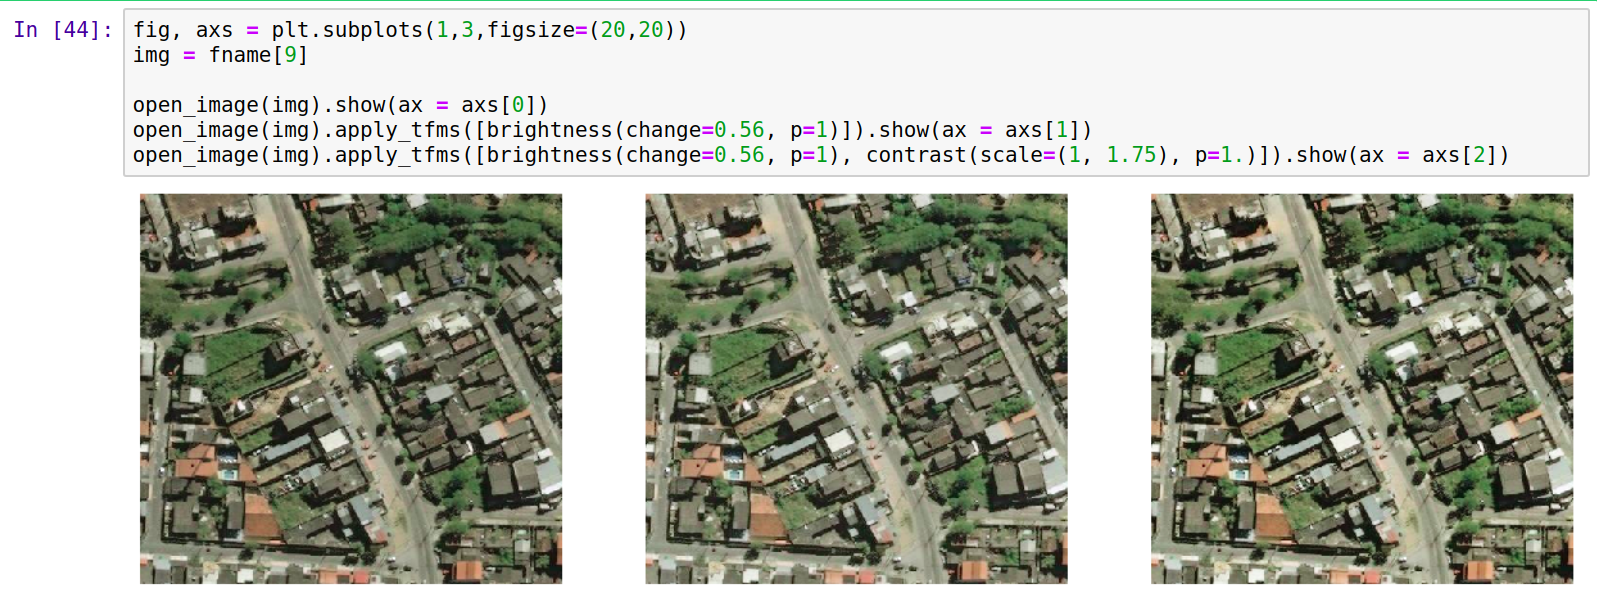 In [44]:
fig, axs = plt.subplots(1,3,figsize=(20,20))
img = fname[9]
open_image(img).show(ax = axs[0])
open_image(img).apply_tfms([brightness(change=0.56, p=1)]).show(ax = axs[1])
open_image(img).apply_tfms([brightness(change=0.56, p=1), contrast(scale=(1, 1.75), p=1.)]).show(ax = axs[2])